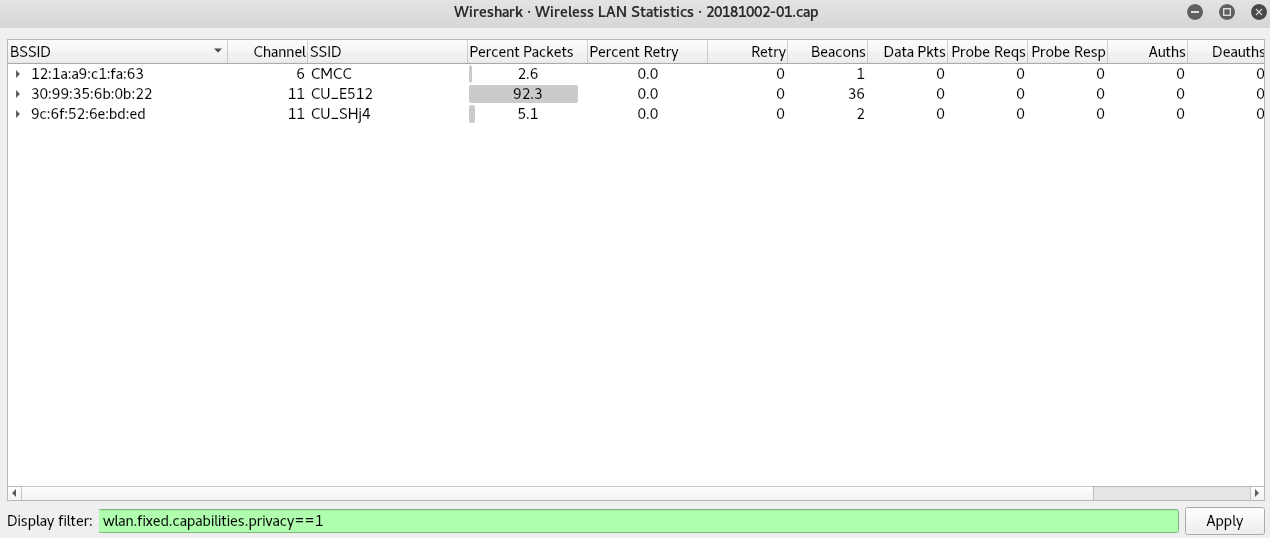 Wireshark · Wireless LAN Statistics · 20181002-01.cap
BSSID Channel SSID Percent Packets Percent Retry Retry Beacons Data Pkts Probe Reqs Probe Resp Auths Deauths
12:1a:a9:c1:fa:63 6 CMCC 2.6 0.0 0 1 0 0 0 0 0
30:99:35:6b:0b:22 11 CU_E512 92.3 0.0 0 36 0 0 0 0 0
9c:6f:52:6e:bd:ed 11 CU_SHj4 5.1 0.0 0 2 0 0 0 0 0
Display filter: wlan.fixed.capabilities.privacy==1 Apply